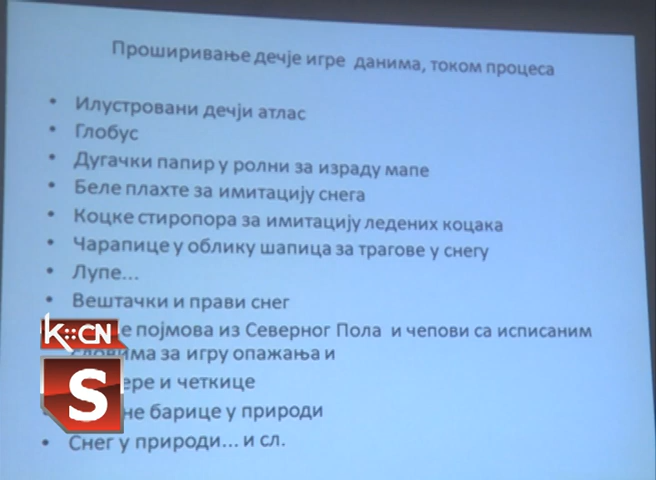 Проширивање дечје игре данима, током процеса
• Илустровани дечји атлас
• Глобус
• Дугачки папир у ролни за израду мапе
• Беле плахте за имитацију снега
• Коцке стиропора за имитацију ледених коцака
• Чарапице у облику шапица за трагове у снегу
• Лупе...
• Вештачки и прави снег
појмова из Северног Пола и чепови са исписаним
словима за игру опажања и
и четкице
барице у природи
• Снег у природи... и сл.
K::CN
S